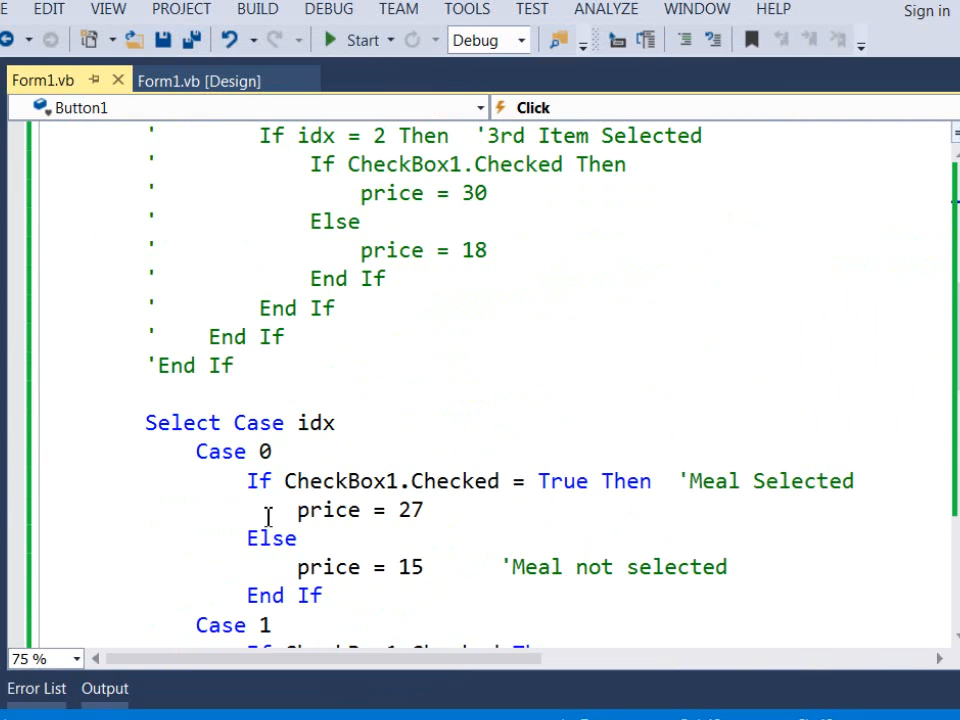 EDIT VIEW PROJECT BUILD DEBUG TEAM TOOLS TEST ANALYZE WINDOW HELP Sign in
Start Debug
Form1.vb Form1.vb [Design]
Button1 Click
' If idx = 2 Then '3rd Item Selected
' If CheckBox1.Checked Then
' price = 30
' Else
' price = 18
' End If
' End If
' End If
'End If
Select Case idx
Case 0
If CheckBox1.Checked = True Then 'Meal Selected
price = 27
Else
price = 15 'Meal not selected
End If
Case 1
75 %
Error List Output